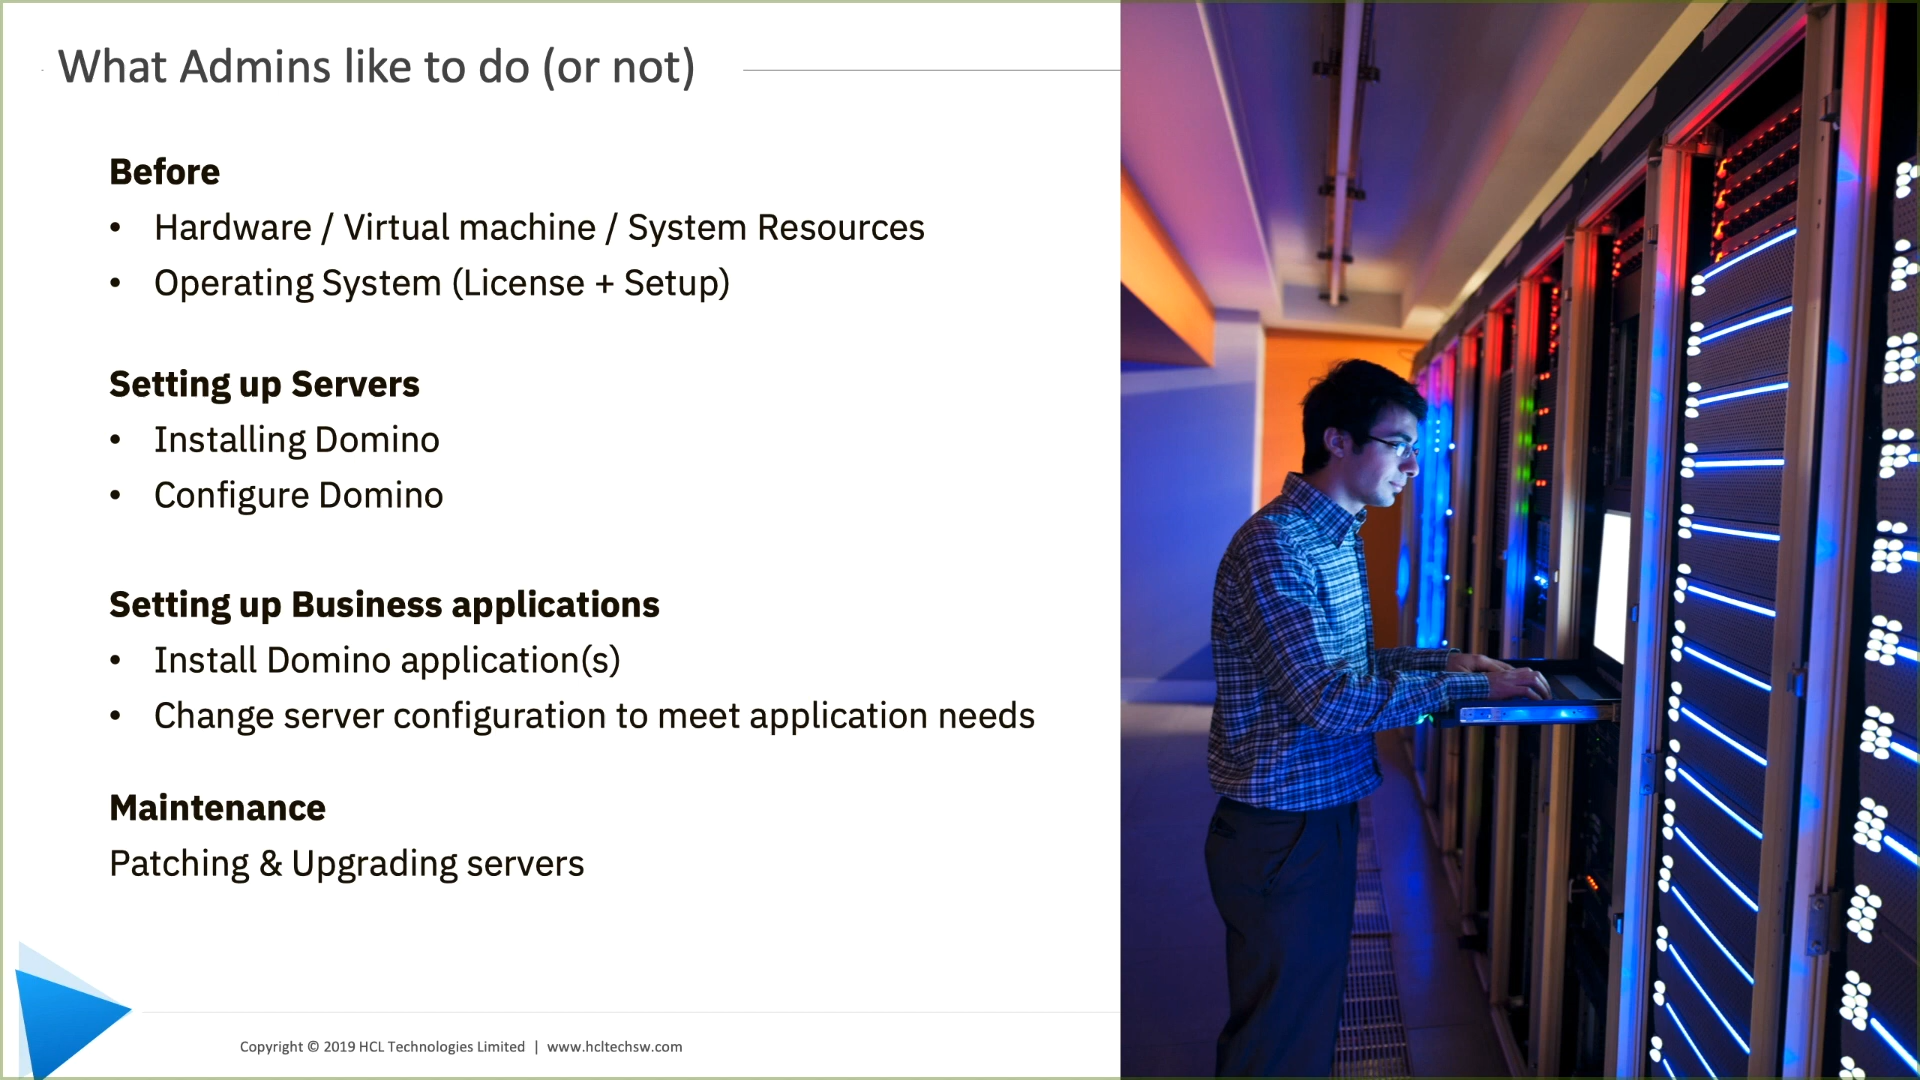 What Admins like to do (or not)
Before
• Hardware / Virtual machine / System Resources
• Operating System (License + Setup)
Setting up Servers
• Installing Domino
• Configure Domino
Setting up Business applications
• Install Domino application(s)
• Change server configuration to meet application needs
Maintenance
Patching & Upgrading servers
Copyright © 2019 HCL Technologies Limited | www.hcltechsw.com